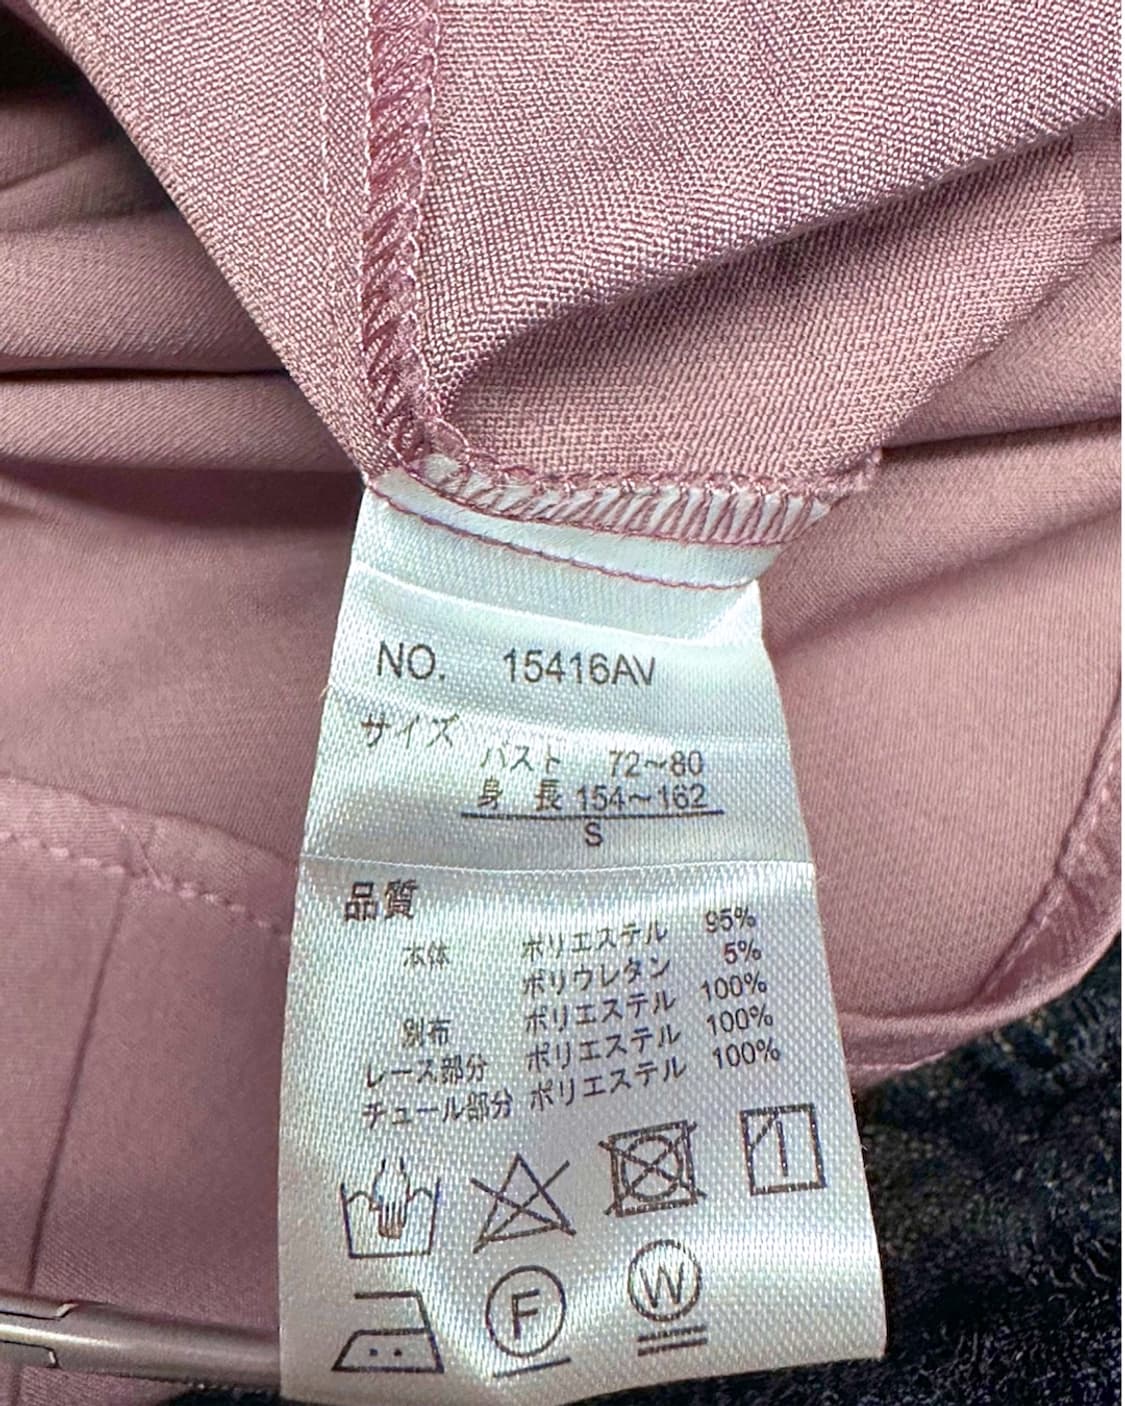 NO. 15416AV
サイズ
バスト 72~80
身 長 154~162
S
品質
本体 ポリエステル 95%
ポリウレタン 5%
別布 ポリエステル 100%
レース部分 ポリエステル 100%
チュール部分 ポリエステル 100%
F
W